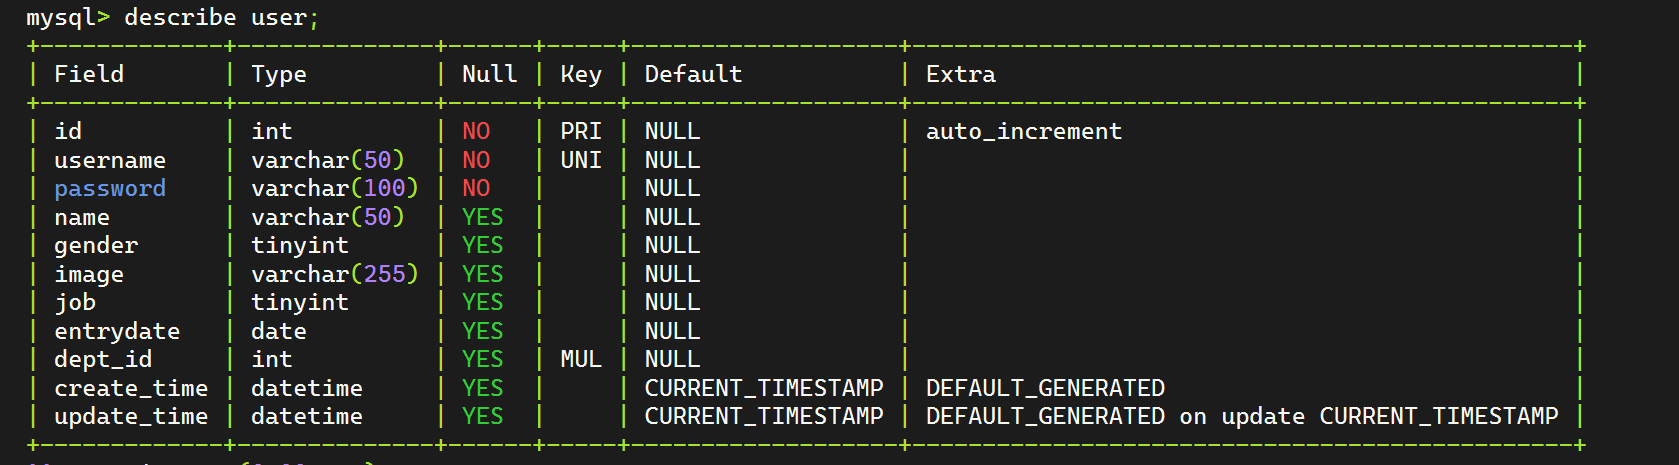 mysql> describe user;
+-------------+--------------+------+-----+-------------------+-----------------------------------------------+
| Field       | Type         | Null | Key | Default           | Extra                                         |
+-------------+--------------+------+-----+-------------------+-----------------------------------------------+
| id          | int          | NO   | PRI | NULL              | auto_increment                                |
| username    | varchar(50)  | NO   | UNI | NULL              |                                               |
| password    | varchar(100) | NO   |     | NULL              |                                               |
| name        | varchar(50)  | YES  |     | NULL              |                                               |
| gender      | tinyint      | YES  |     | NULL              |                                               |
| image       | varchar(255) | YES  |     | NULL              |                                               |
| job         | tinyint      | YES  |     | NULL              |                                               |
| entrydate   | date         | YES  |     | NULL              |                                               |
| dept_id     | int          | YES  | MUL | NULL              |                                               |
| create_time | datetime     | YES  |     | CURRENT_TIMESTAMP | DEFAULT_GENERATED                             |
| update_time | datetime     | YES  |     | CURRENT_TIMESTAMP | DEFAULT_GENERATED on update CURRENT_TIMESTAMP |
+-------------+--------------+------+-----+-------------------+-----------------------------------------------+